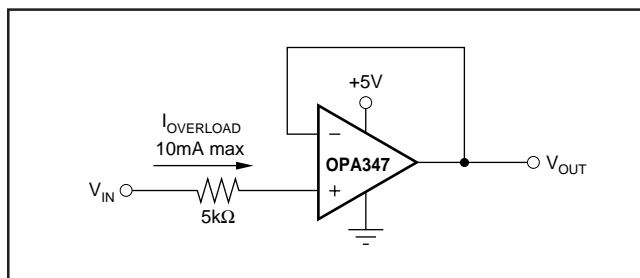 +5V
I_OVERLOAD
10mA max
−
OPA347
V_OUT
V_IN
+
5kΩ